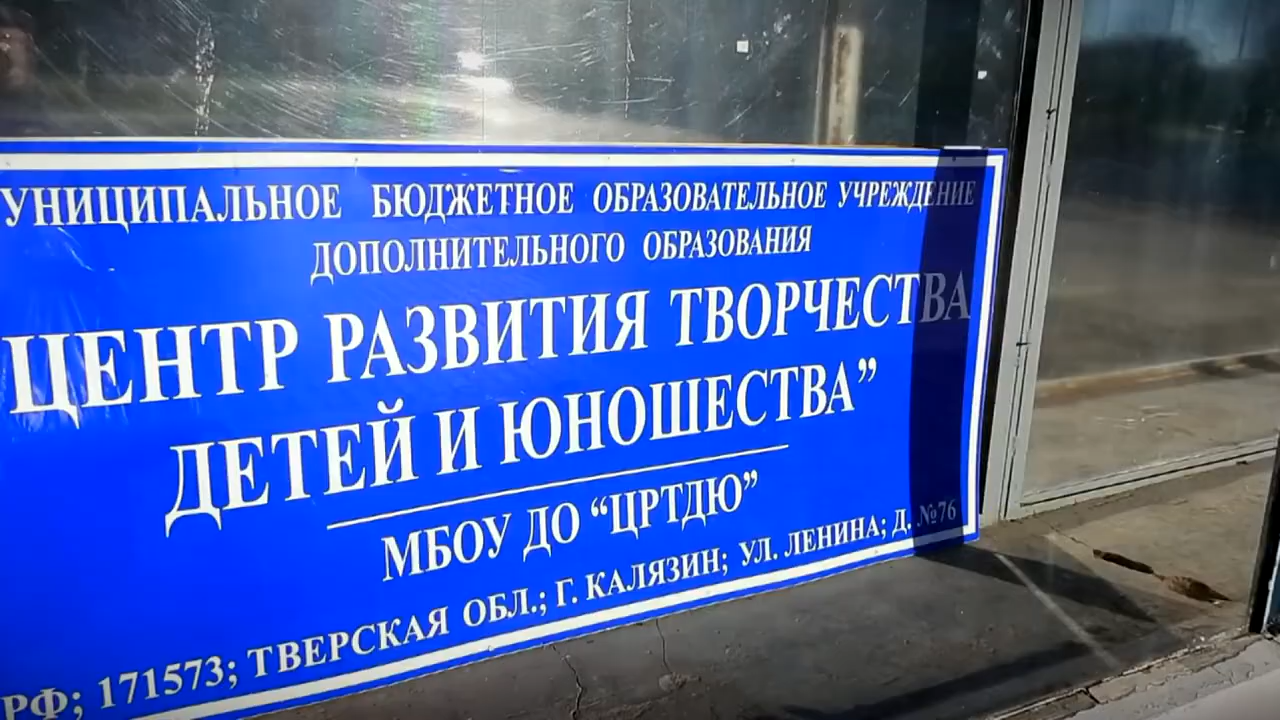 УНИЦИПАЛЬНОЕ БЮДЖЕТНОЕ ОБРАЗОВАТЕЛЬНОЕ УЧРЕЖДЕНИЕ
ДОПОЛНИТЕЛЬНОГО ОБРАЗОВАНИЯ
ЦЕНТР РАЗВИТИЯ ТВОРЧЕСТВА
ДЕТЕЙ И ЮНОШЕСТВА”
МБОУ ДО “ЦРТДЮ”
РФ; 171573; ТВЕРСКАЯ ОБЛ.; Г. КАЛЯЗИН; УЛ. ЛЕНИНА; Д. №76